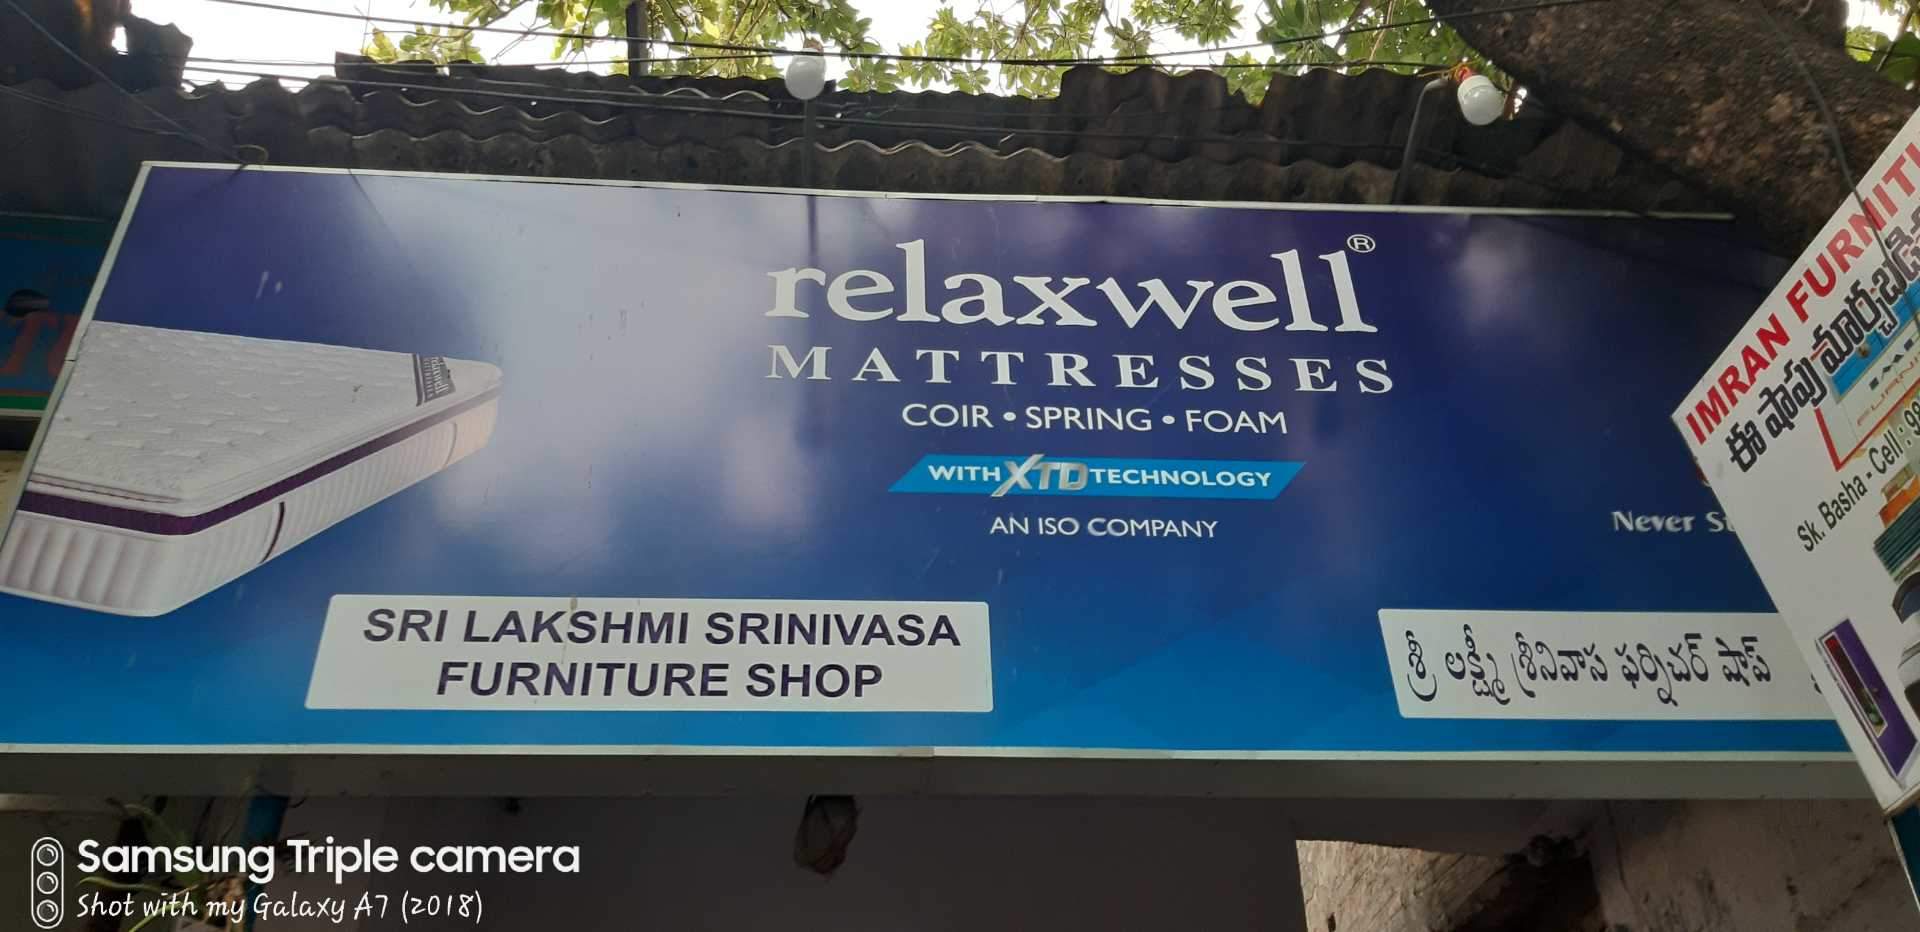 relaxwell®
MATTRESSES
COIR • SPRING • FOAM
WITH XTD TECHNOLOGY
AN ISO COMPANY
Never
SRI LAKSHMI SRINIVASA
FURNITURE SHOP
శ్రీ లక్ష్మీ శ్రీనివాస ఫర్నిచర్ షాప్
IMRAN
ఈ షాపు
Sk. Basha - Cell :
Samsung Triple camera
Shot with my Galaxy A7 (2018)